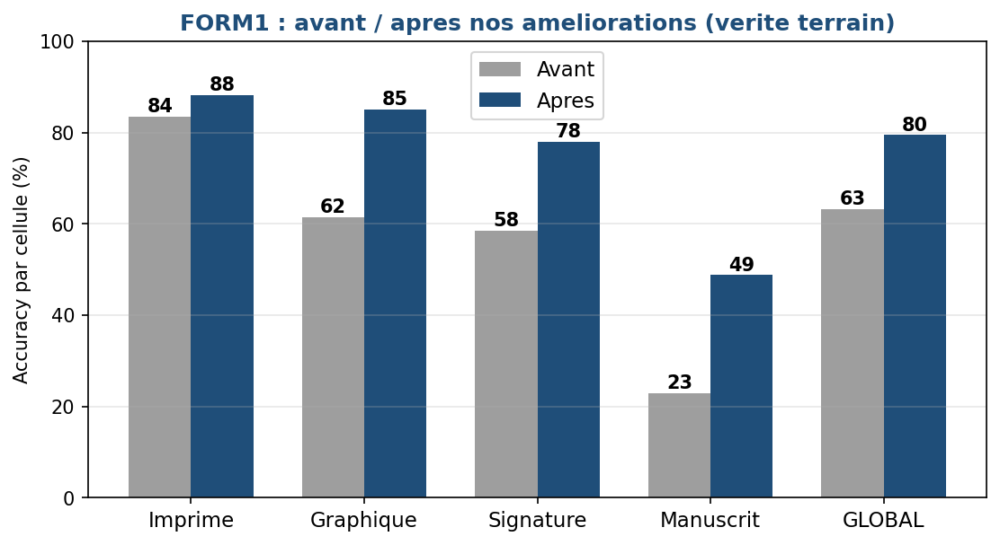 FORM1 : avant / apres nos ameliorations (verite terrain)
Avant
Apres
Accuracy par cellule (%)
100
80
60
40
20
0
84
88
62
85
58
78
23
49
63
80
Imprime
Graphique
Signature
Manuscrit
GLOBAL